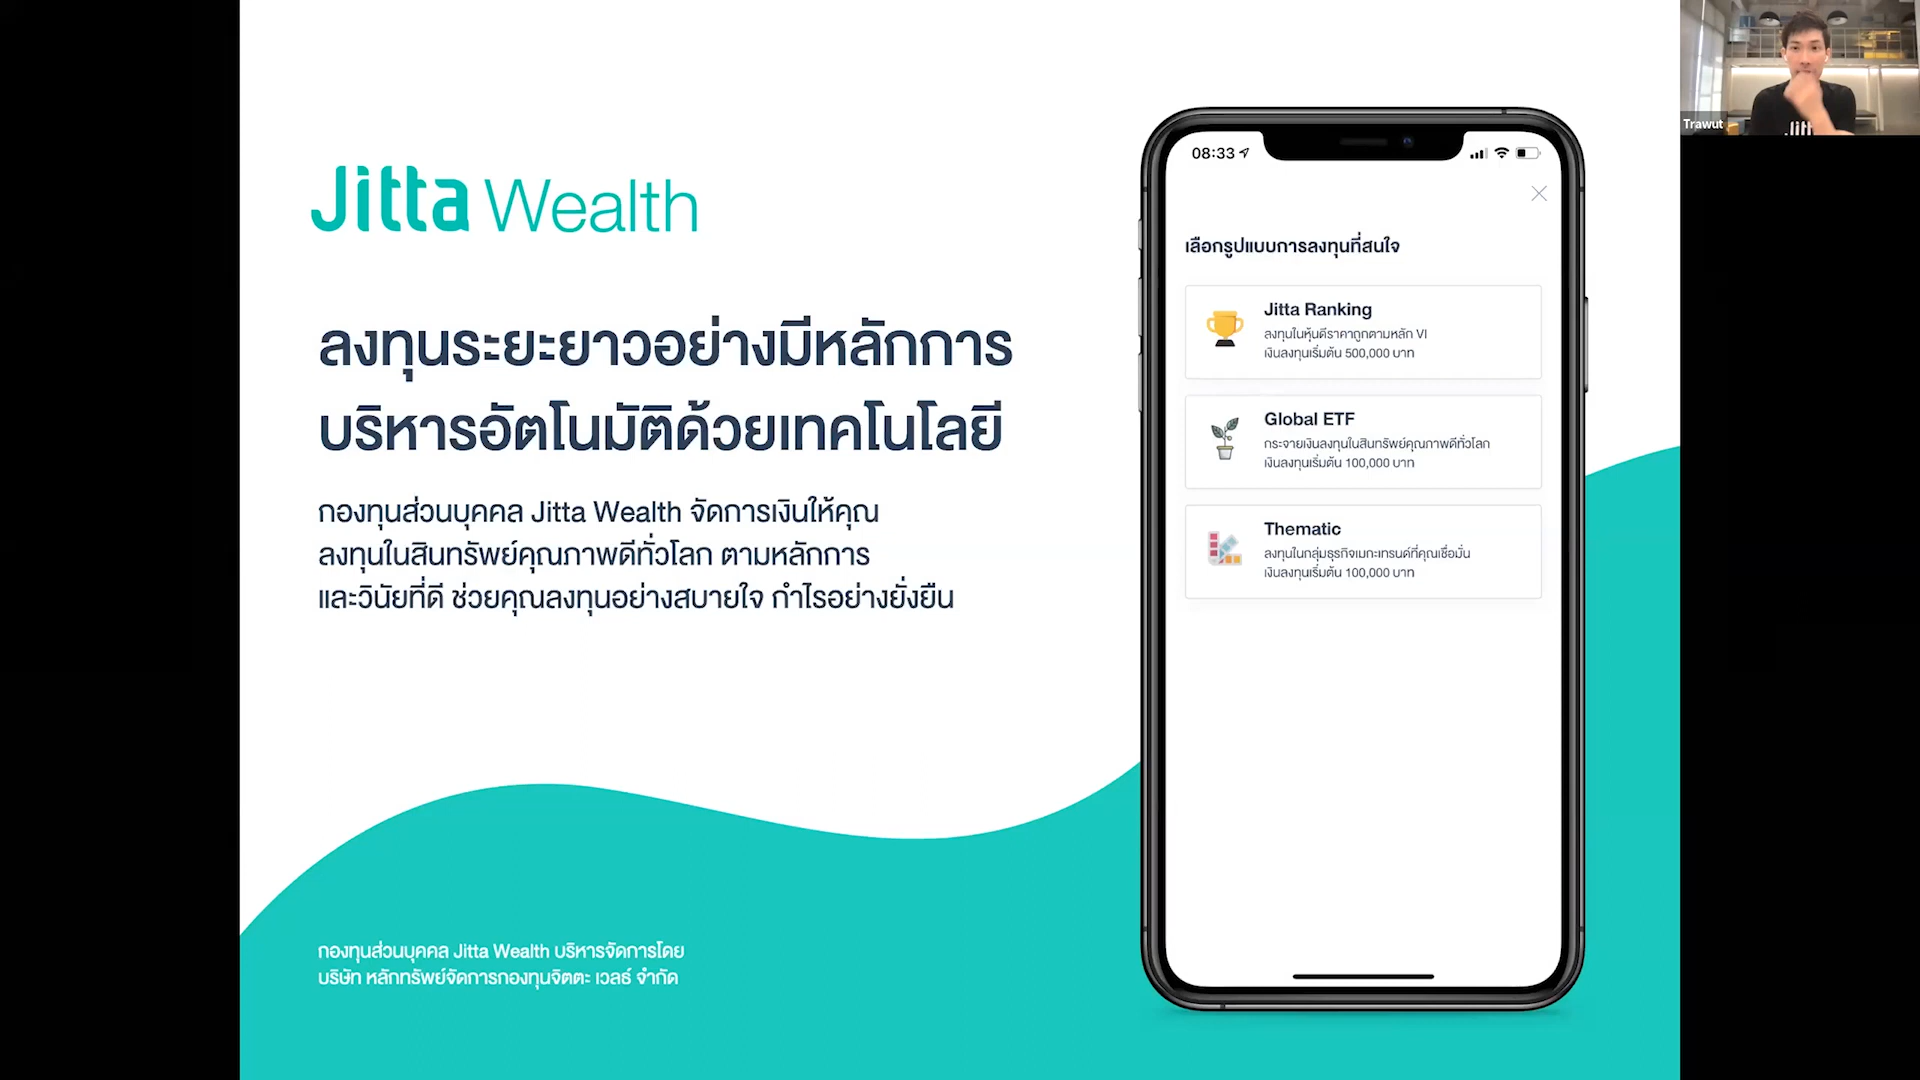 Jitta Wealth
ลงทุนระยะยาวอย่างมีหลักการ
บริหารอัตโนมัติด้วยเทคโนโลยี
กองทุนส่วนบุคคล Jitta Wealth จัดการเงินให้คุณ
ลงทุนในสินทรัพย์คุณภาพดีทั่วโลก ตามหลักการ
และวินัยที่ดี ช่วยคุณลงทุนอย่างสบายใจ กำไรอย่างยั่งยืน
กองทุนส่วนบุคคล Jitta Wealth บริหารจัดการโดย
บริษัท หลักทรัพย์จัดการกองทุนจิตตะ เวลธ์ จำกัด
08:33
เลือกรูปแบบการลงทุนที่สนใจ
Jitta Ranking
ลงทุนในหุ้นดีราคาถูกตามหลัก VI
เงินลงทุนเริ่มต้น 500,000 บาท
Global ETF
กระจายเงินลงทุนในสินทรัพย์คุณภาพดีทั่วโลก
เงินลงทุนเริ่มต้น 100,000 บาท
Thematic
ลงทุนในกลุ่มธุรกิจเมกะเทรนด์ที่คุณเชื่อมั่น
เงินลงทุนเริ่มต้น 100,000 บาท
Trawut